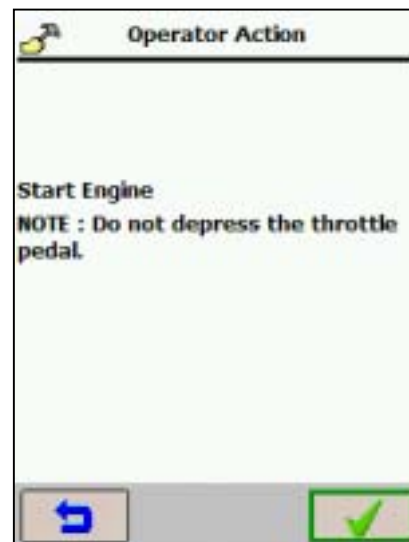 Operator Action
Start Engine
NOTE : Do not depress the throttle
pedal.